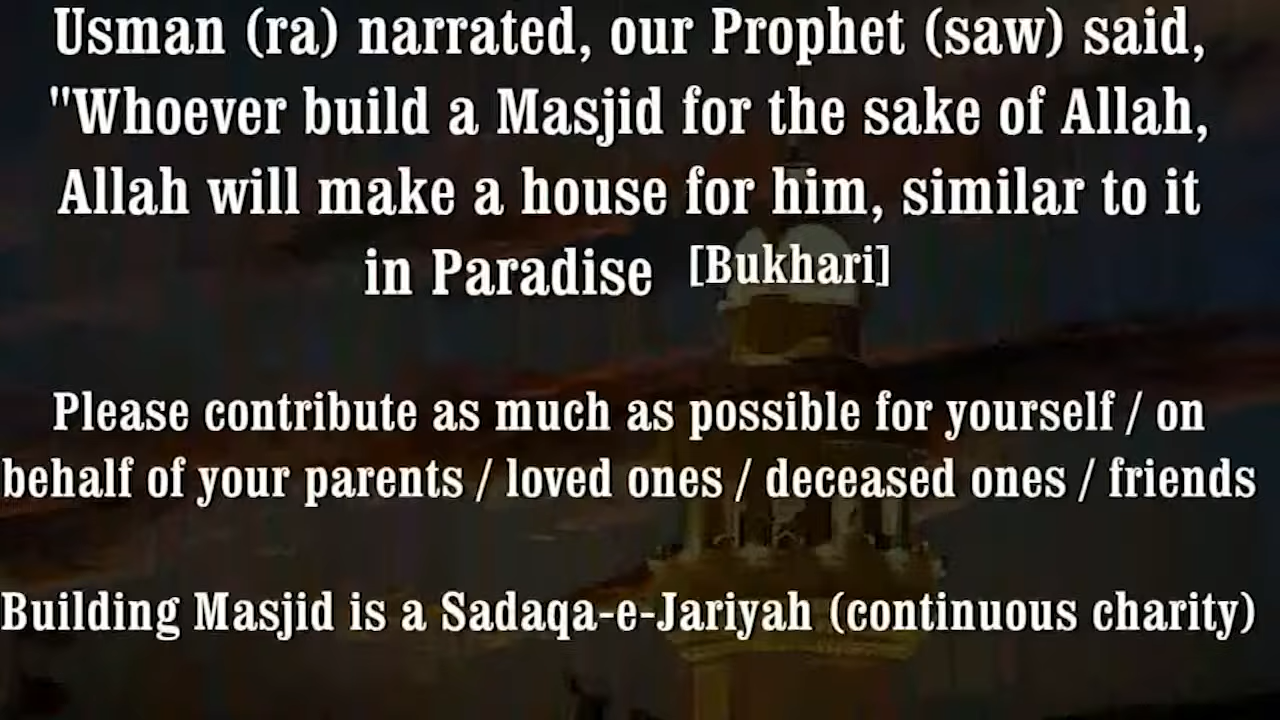 Usman (ra) narrated, our Prophet (saw) said,
"Whoever build a Masjid for the sake of Allah,
Allah will make a house for him, similar to it
in Paradise [Bukhari]
Please contribute as much as possible for yourself / on
behalf of your parents / loved ones / deceased ones / friends
Building Masjid is a Sadaqa-e-Jariyah (continuous charity)